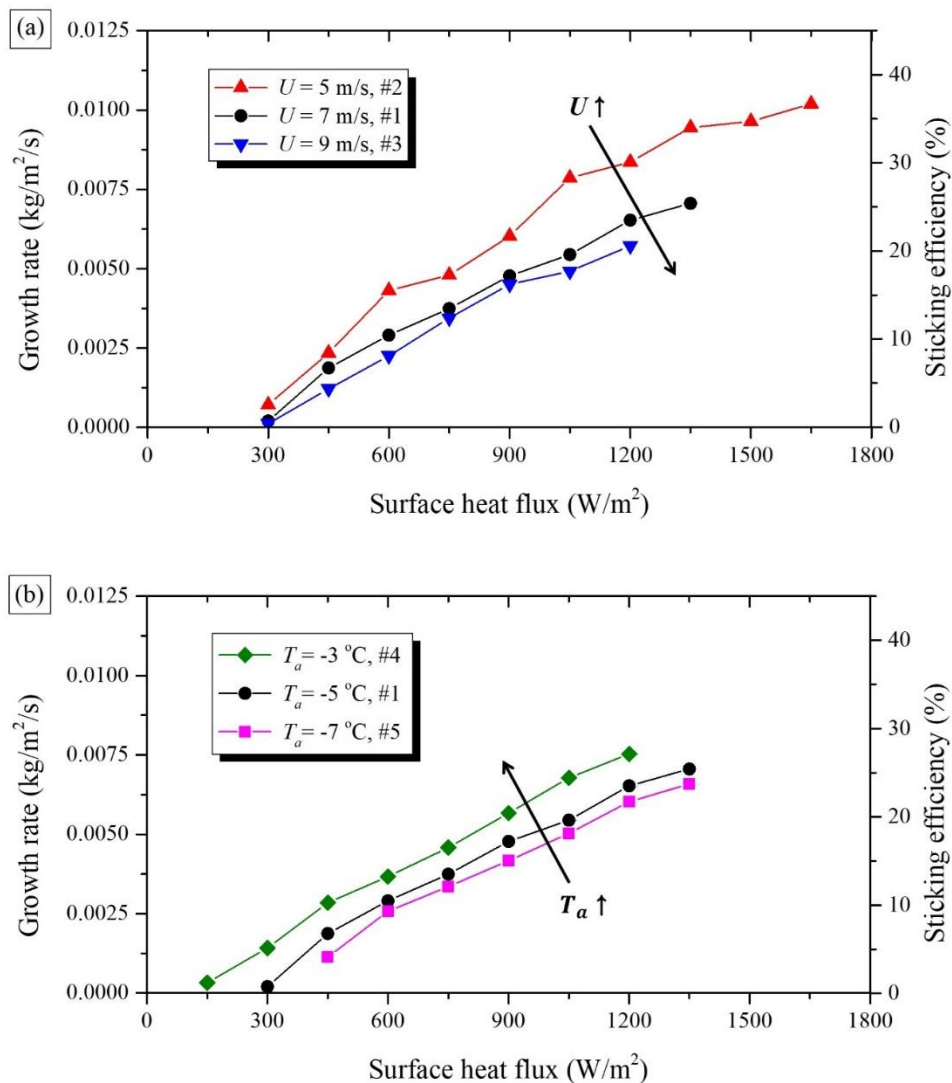 (a)
0.0125
0.0100
0.0075
0.0050
0.0025
0.0000
Growth rate (kg/m²/s)
U = 5 m/s, #2
U = 7 m/s, #1
U = 9 m/s, #3
U ↑
40
30
20
10
0
Sticking efficiency (%)
0 300 600 900 1200 1500 1800
Surface heat flux (W/m²)
(b)
0.0125
0.0100
0.0075
0.0050
0.0025
0.0000
Growth rate (kg/m²/s)
Tₐ= -3 °C, #4
Tₐ= -5 °C, #1
Tₐ= -7 °C, #5
Tₐ ↑
40
30
20
10
0
Sticking efficiency (%)
0 300 600 900 1200 1500 1800
Surface heat flux (W/m²)